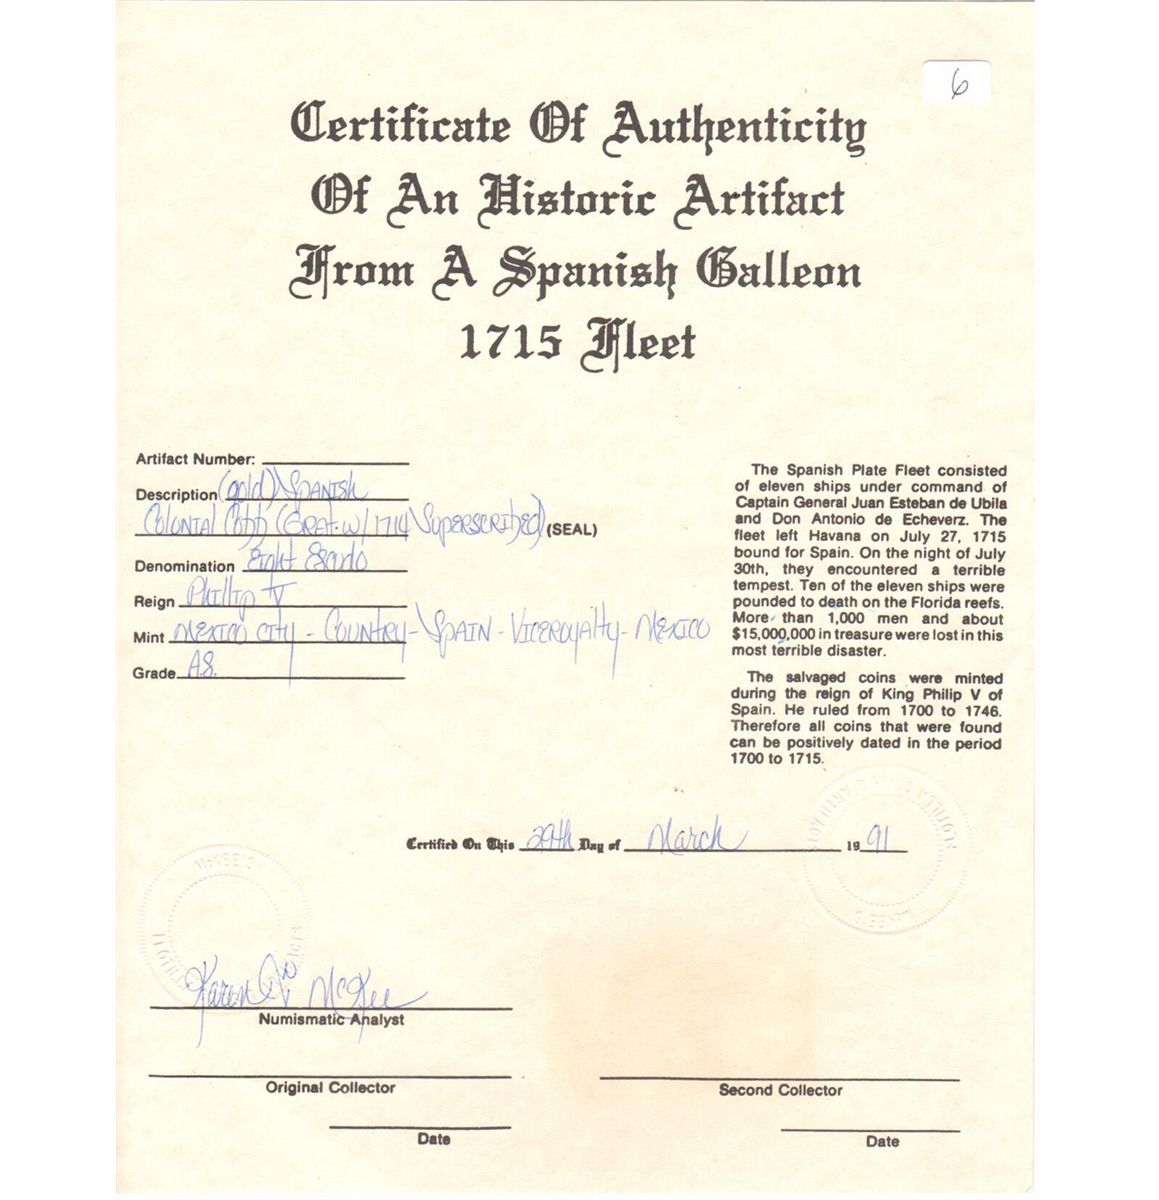 6
Certificate Of Authenticity
Of An Historic Artifact
From A Spanish Galleon
1715 Fleet
Artifact Number:
Description (gold) Spanish
Colonial Cobb (Grat. w/ 1714 Superscribed) (SEAL)
Denomination Eight Escudo
Reign Phillip V
Mint Mexico City - Country - Spain - Viceroyalty - Mexico
Grade A.S.
The Spanish Plate Fleet consisted
of eleven ships under command of
Captain General Juan Esteban de Ubila
and Don Antonio de Echeverz. The
fleet left Havana on July 27, 1715
bound for Spain. On the night of July
30th, they encountered a terrible
tempest. Ten of the eleven ships were
pounded to death on the Florida reefs.
More than 1,000 men and about
$15,000,000 in treasure were lost in this
most terrible disaster.
The salvaged coins were minted
during the reign of King Philip V of
Spain. He ruled from 1700 to 1746.
Therefore all coins that were found
can be positively dated in the period
1700 to 1715.
Certified On This 29th Day of March 1991
McKEE'S
Karen McKee
Numismatic Analyst
Original Collector
Second Collector
Date
Date